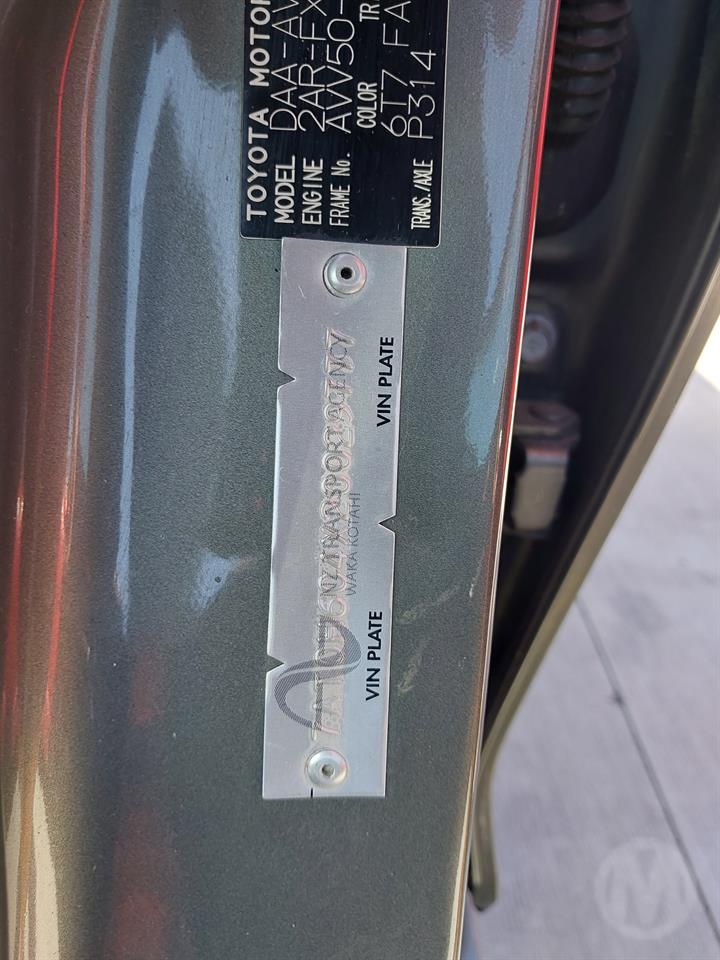 TOYOTA MOTOR
MODEL DAA-AV
ENGINE 2AR-FX
FRAME No. AVV50-
COLOR TR
6T7 FA
TRANS./AXLE P314
NZ TRANSPORT AGENCY
WAKA KOTAHI
VIN PLATE
VIN PLATE
M